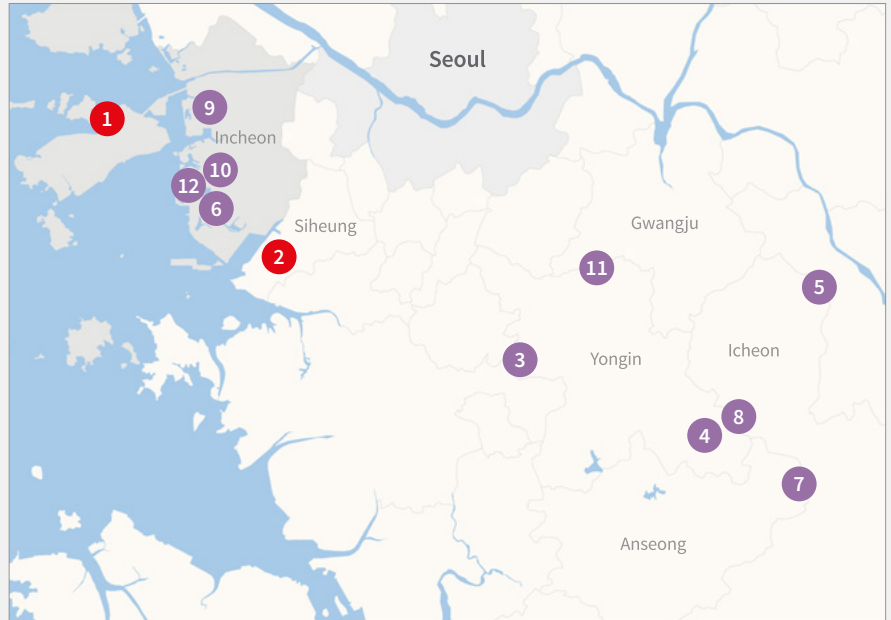 Seoul
9
1
Incheon
10
12
6
Siheung
Gwangju
2
11
5
Icheon
3
Yongin
8
4
7
Anseong